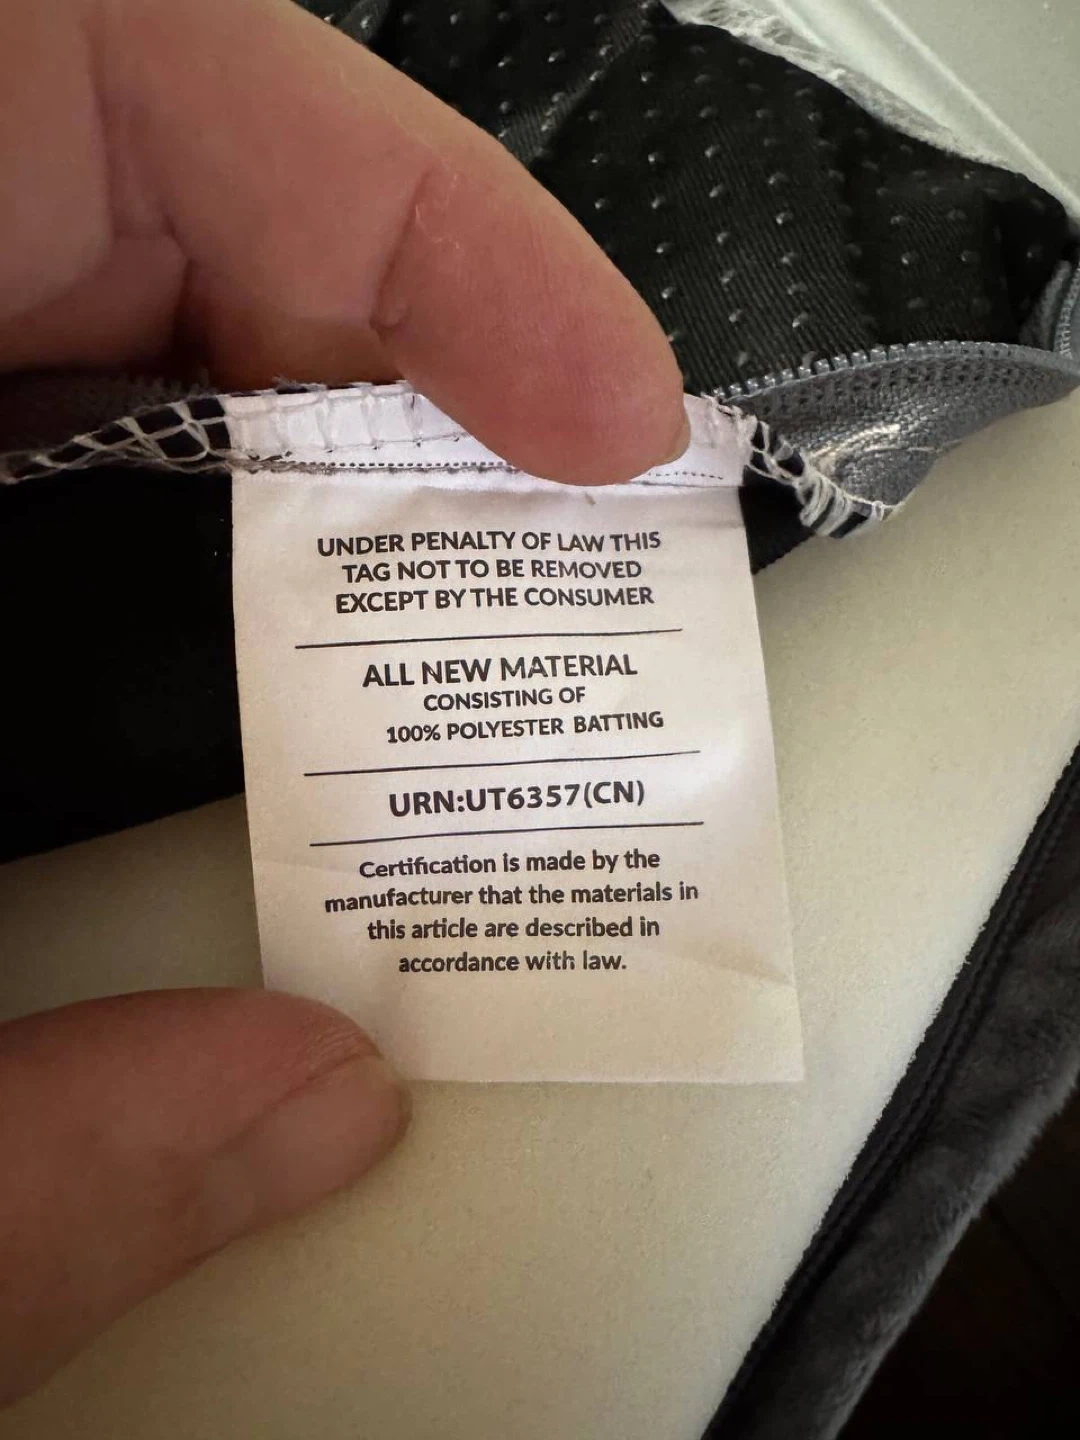 UNDER PENALTY OF LAW THIS
TAG NOT TO BE REMOVED
EXCEPT BY THE CONSUMER
ALL NEW MATERIAL
CONSISTING OF
100% POLYESTER BATTING
URN:UT6357(CN)
Certification is made by the
manufacturer that the materials in
this article are described in
accordance with law.